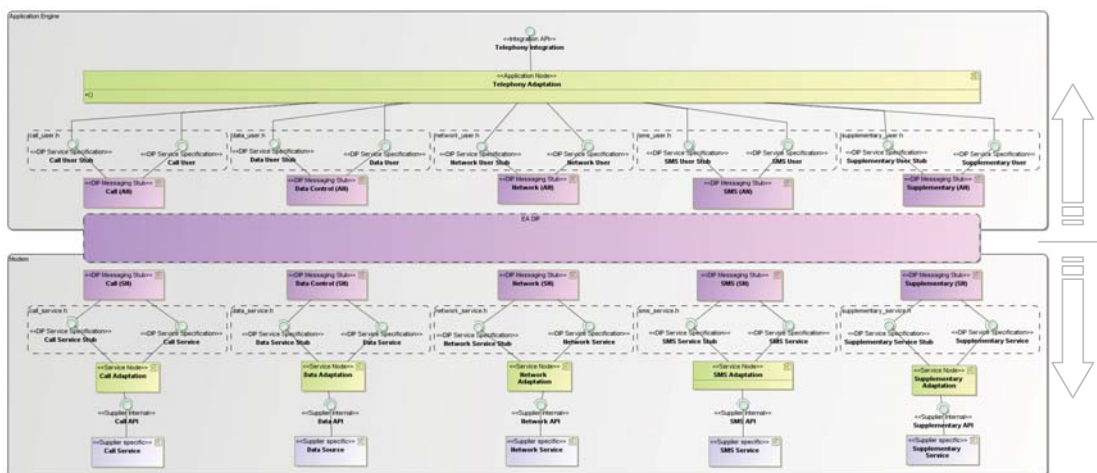 Application Engine
<<Integration API>>
Telephony Integration
<<Application Node>>
Telephony Adaptation
call_user.h
data_user.h
network_user.h
sms_user.h
supplementary_user.h
<<DIP Service Specification>> <<DIP Service Specification>> <<DIP Service Specification>> <<DIP Service Specification>> <<DIP Service Specification>> <<DIP Service Specification>> <<DIP Service Specification>> <<DIP Service Specification>> <<DIP Service Specification>> <<DIP Service Specification>>
Call User Stub Call User Data User Stub Data User Network User Stub Network User SMS User Stub SMS User Supplementary User Stub Supplementary User
<<DIP Messaging Stub>> <<DIP Messaging Stub>> <<DIP Messaging Stub>> <<DIP Messaging Stub>> <<DIP Messaging Stub>>
Call (AN) Data Control (AN) Network (AN) SMS (AN) Supplementary (AN)
EA DIP
Modem
<<DIP Messaging Stub>> <<DIP Messaging Stub>> <<DIP Messaging Stub>> <<DIP Messaging Stub>> <<DIP Messaging Stub>>
Call (SN) Data Control (SN) Network (SN) SMS (SN) Supplementary (SN)
call_service.h data_service.h network_service.h sms_service.h supplementary_service.h
<<DIP Service Specification>> <<DIP Service Specification>> <<DIP Service Specification>> <<DIP Service Specification>> <<DIP Service Specification>> <<DIP Service Specification>> <<DIP Service Specification>> <<DIP Service Specification>> <<DIP Service Specification>> <<DIP Service Specification>>
Call Service Stub Call Service Data Service Stub Data Service Network Service Stub Network Service SMS Service Stub SMS Service Supplementary Service Stub Supplementary Service
<<Service Node>> <<Service Node>> <<Service Node>> <<Service Node>> <<Service Node>>
Call Adaptation Data Adaptation Network Adaptation SMS Adaptation Supplementary Adaptation
<<Supplier Internal>> <<Supplier Internal>> <<Supplier Internal>> <<Supplier Internal>> <<Supplier Internal>>
Call API Data API Network API SMS API Supplementary API
<<Supplier specific>> <<Supplier specific>> <<Supplier specific>> <<Supplier specific>> <<Supplier specific>>
Call Service Data Source Network Service SMS Service Supplementary Service